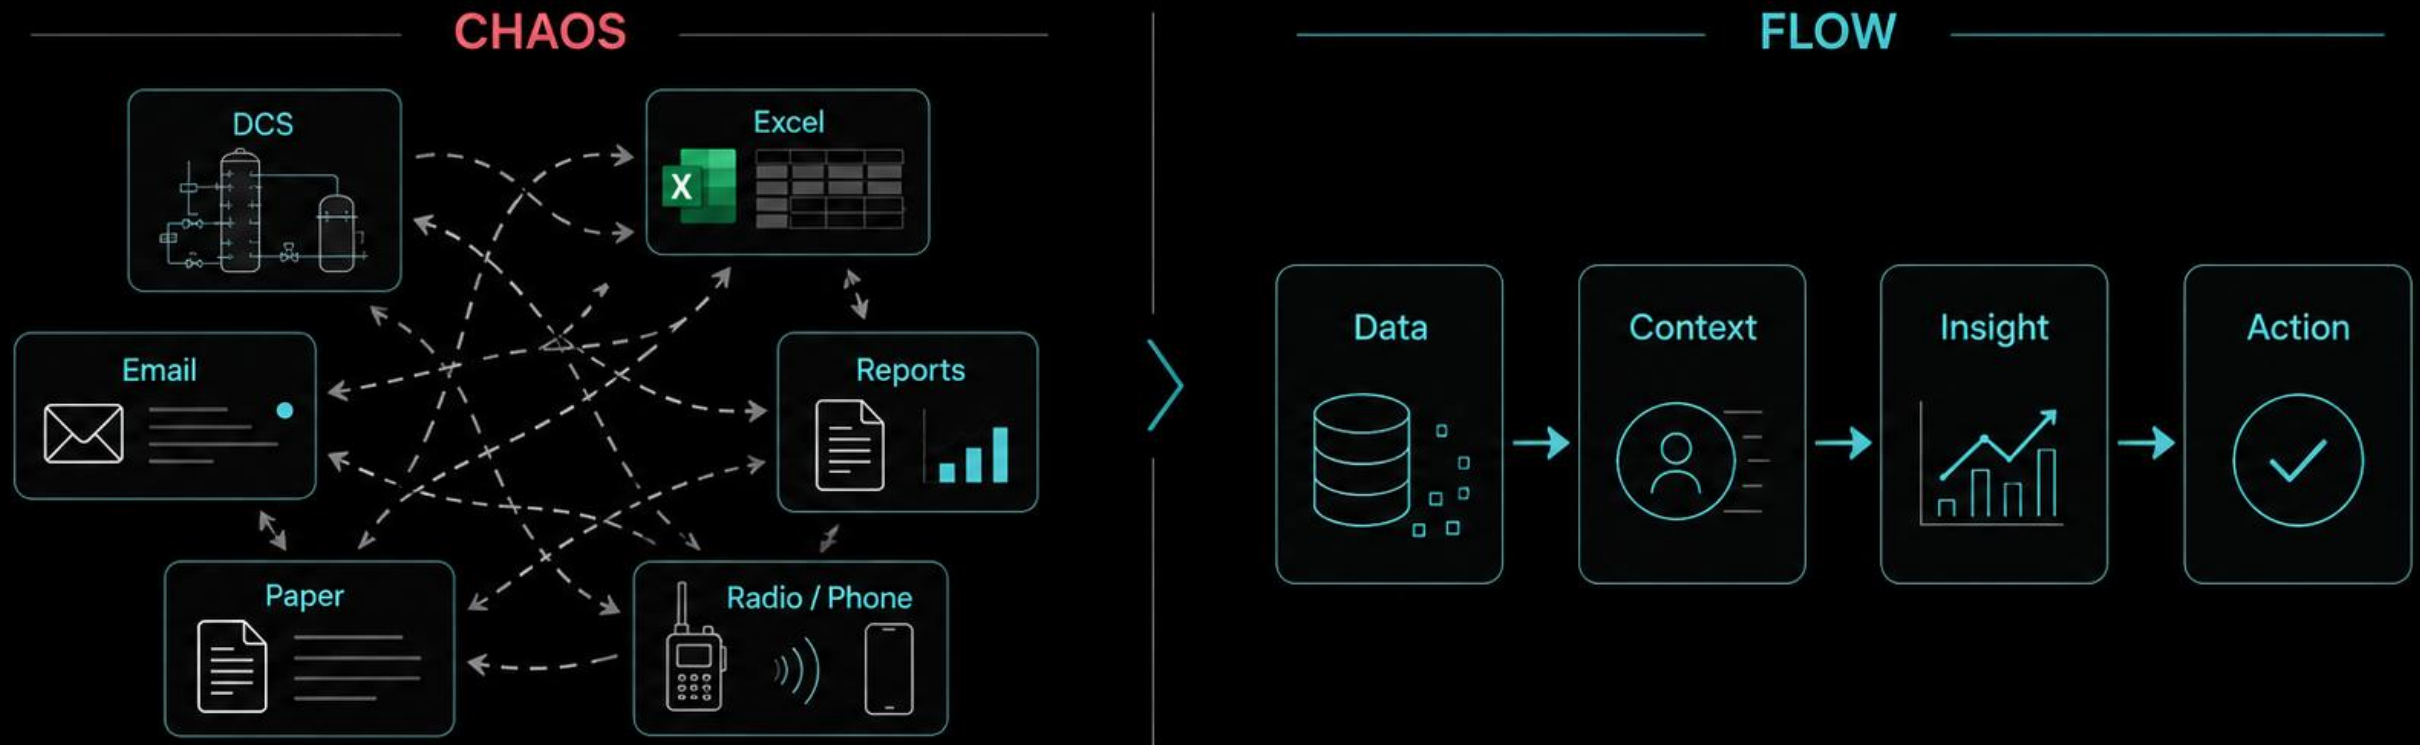 CHAOS
FLOW
DCS
Excel
X
Email
Reports
Paper
Radio / Phone
Data
Context
Insight
Action